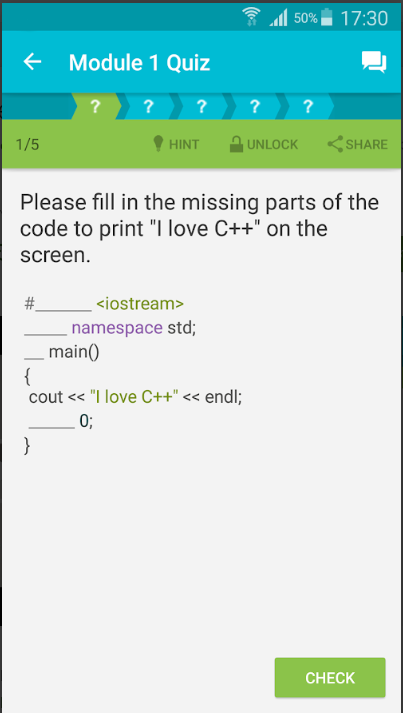 50% 17:30
Module 1 Quiz
? ? ? ? ?
1/5 HINT UNLOCK SHARE
Please fill in the missing parts of the
code to print "I love C++" on the
screen.
#______ <iostream>
_____ namespace std;
__ main()
{
cout << "I love C++" << endl;
_____ 0;
}
CHECK